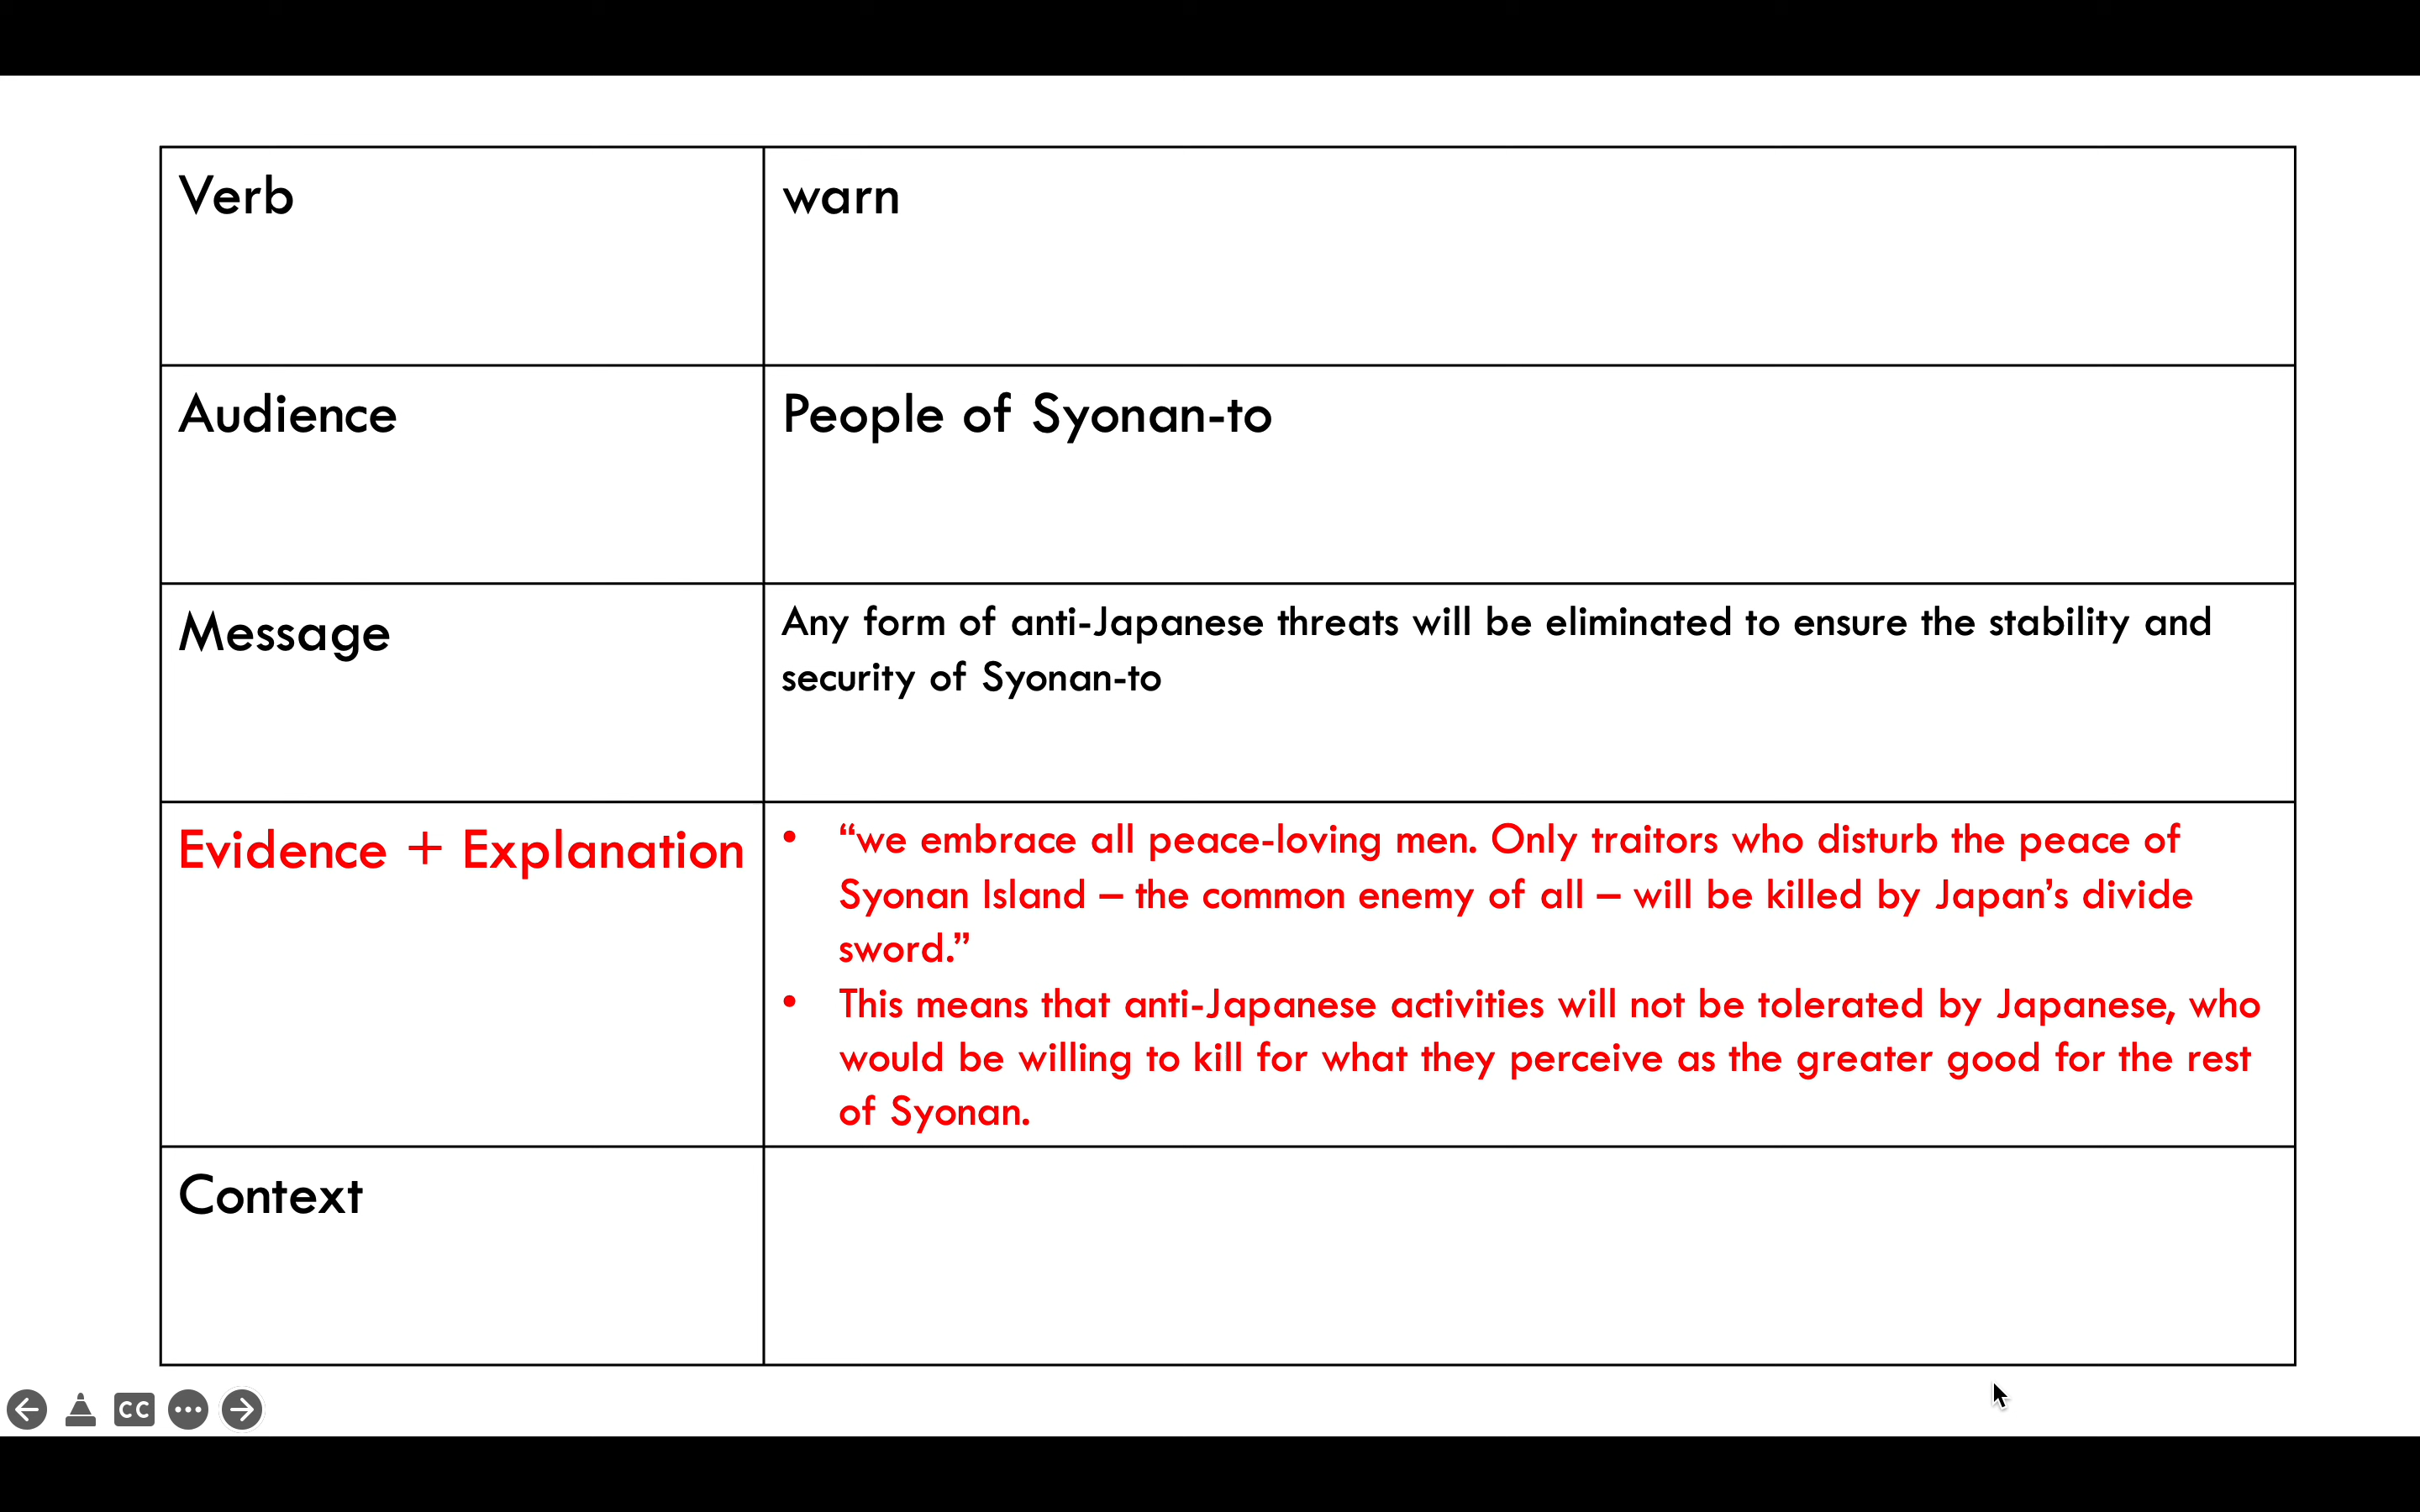 Verb
warn
Audience
People of Syonan-to
Message
Any form of anti-Japanese threats will be eliminated to ensure the stability and
security of Syonan-to
Evidence + Explanation
• “we embrace all peace-loving men. Only traitors who disturb the peace of
Syonan Island – the common enemy of all – will be killed by Japan’s divide
sword.”
• This means that anti-Japanese activities will not be tolerated by Japanese, who
would be willing to kill for what they perceive as the greater good for the rest
of Syonan.
Context
CC